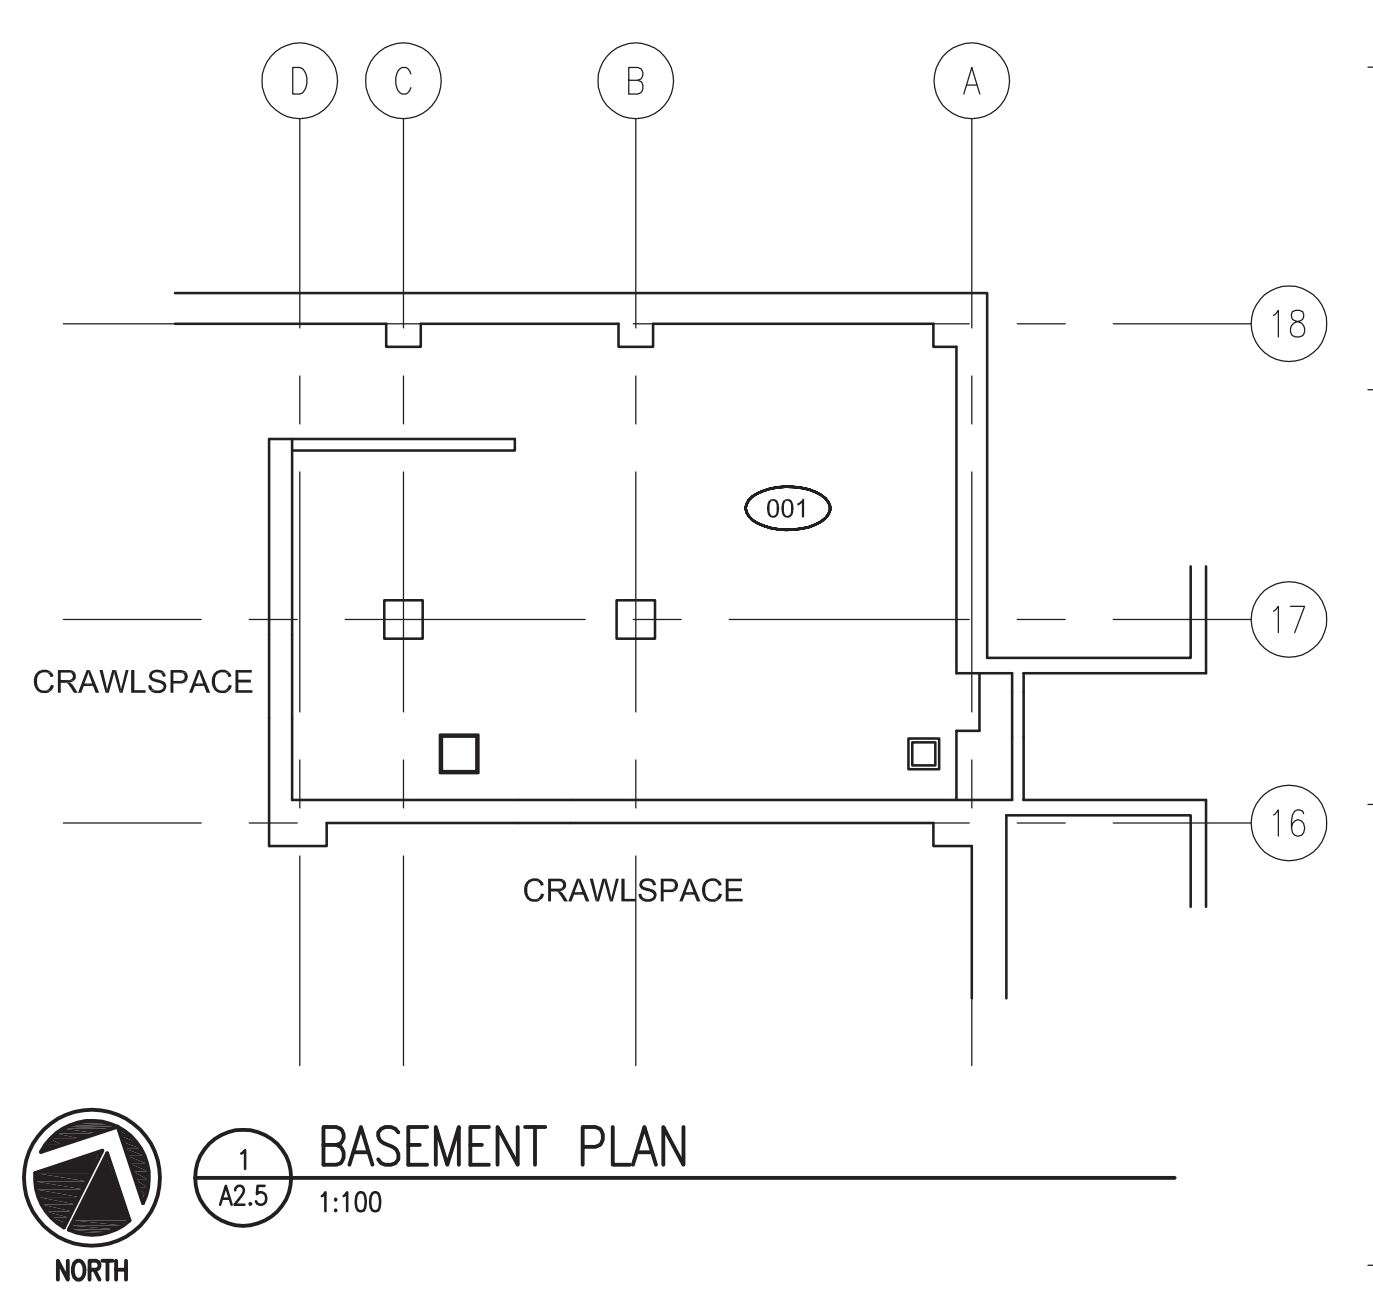 D C B A
18
001
17
CRAWLSPACE
16
CRAWLSPACE
BASEMENT PLAN
1
A2.5
1:100
NORTH